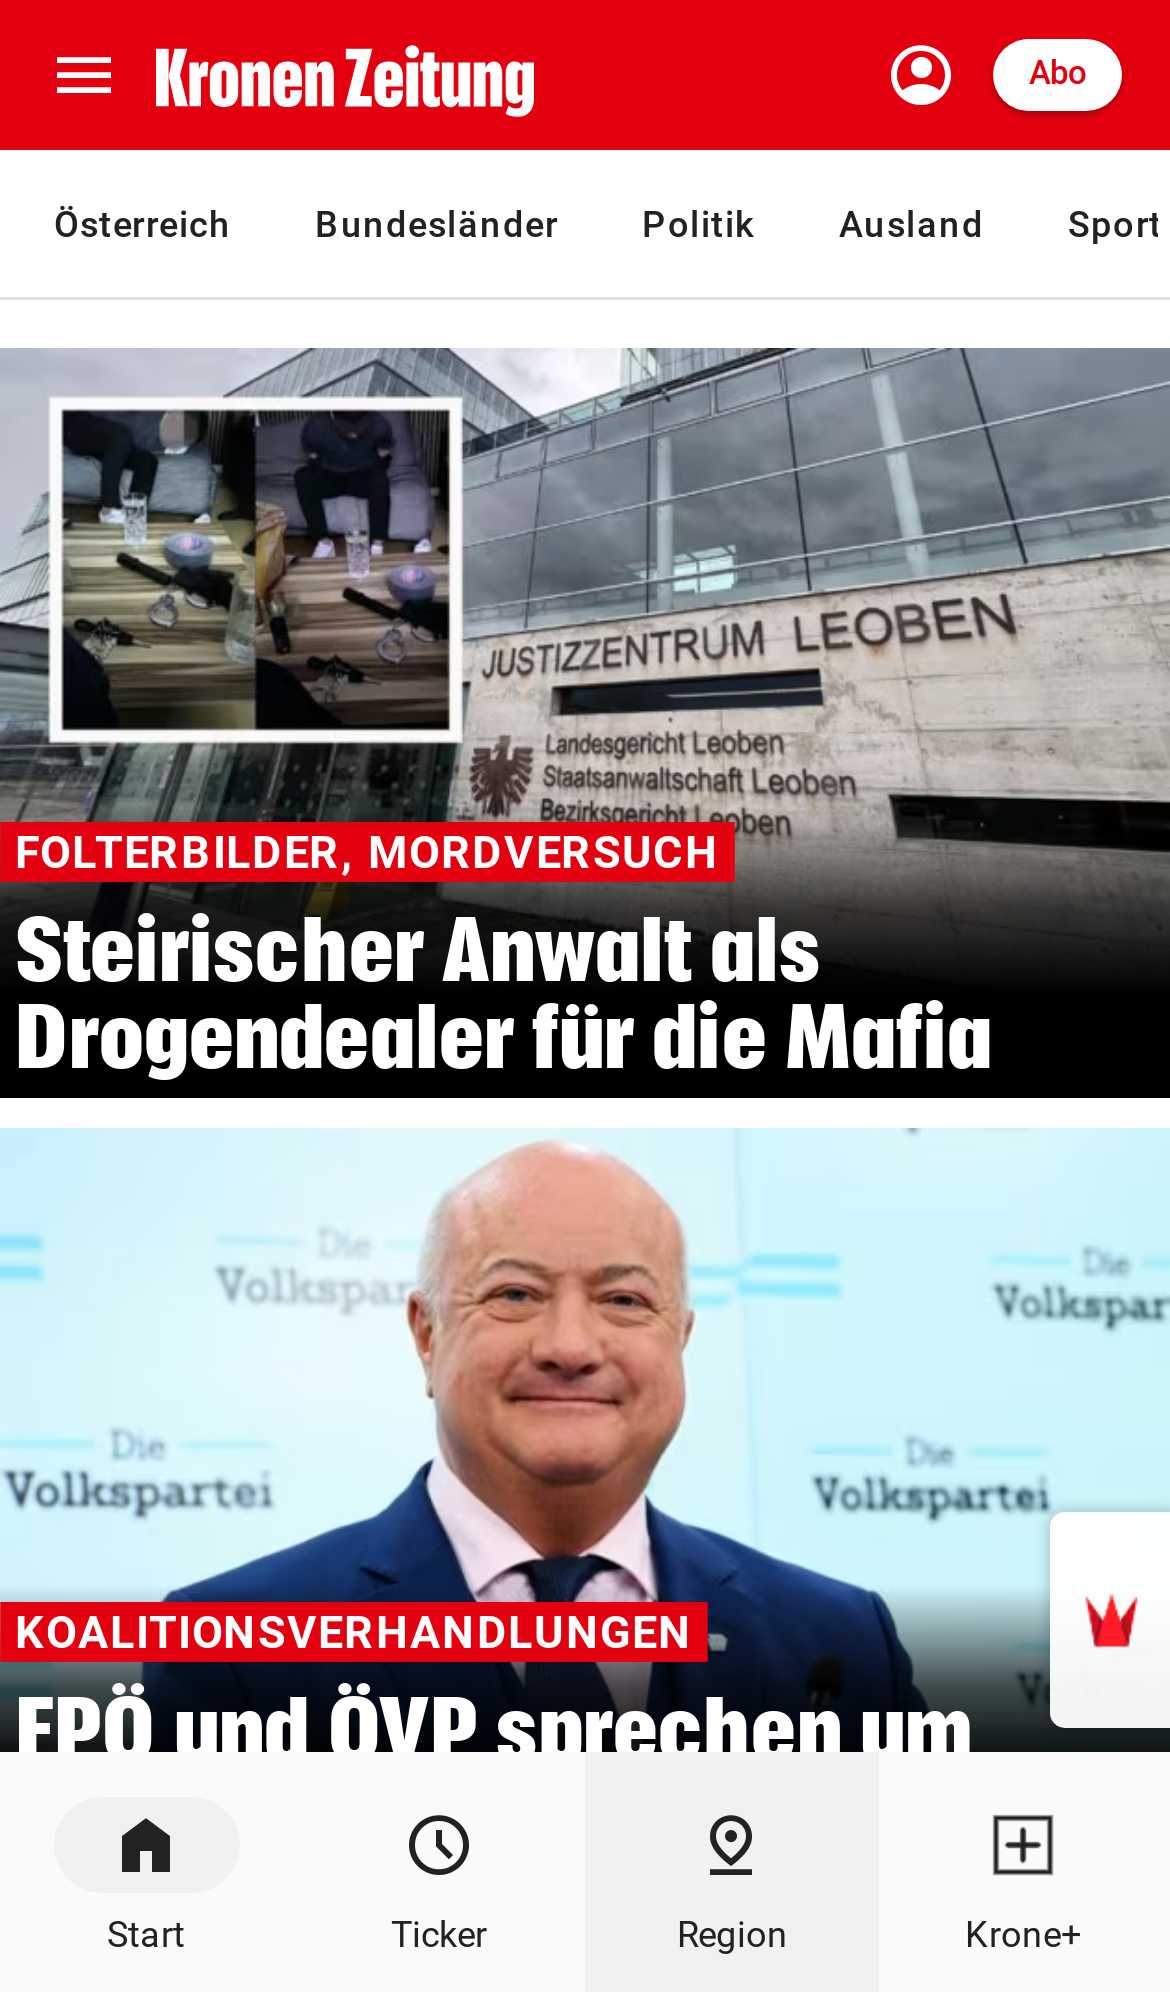 Kronen Zeitung
Abo
Österreich Bundesländer Politik Ausland Sport
JUSTIZZENTRUM LEOBEN
Landesgericht Leoben
Staatsanwaltschaft Leoben
Bezirksgericht Leoben
FOLTERBILDER, MORDVERSUCH
Steirischer Anwalt als
Drogendealer für die Mafia
Die
Volkspar
Die
Volkspartei
Die
Volkspartei
Die
Volkspartei
KOALITIONSVERHANDLUNGEN
FPÖ und ÖVP sprechen um
Start Ticker Region Krone+